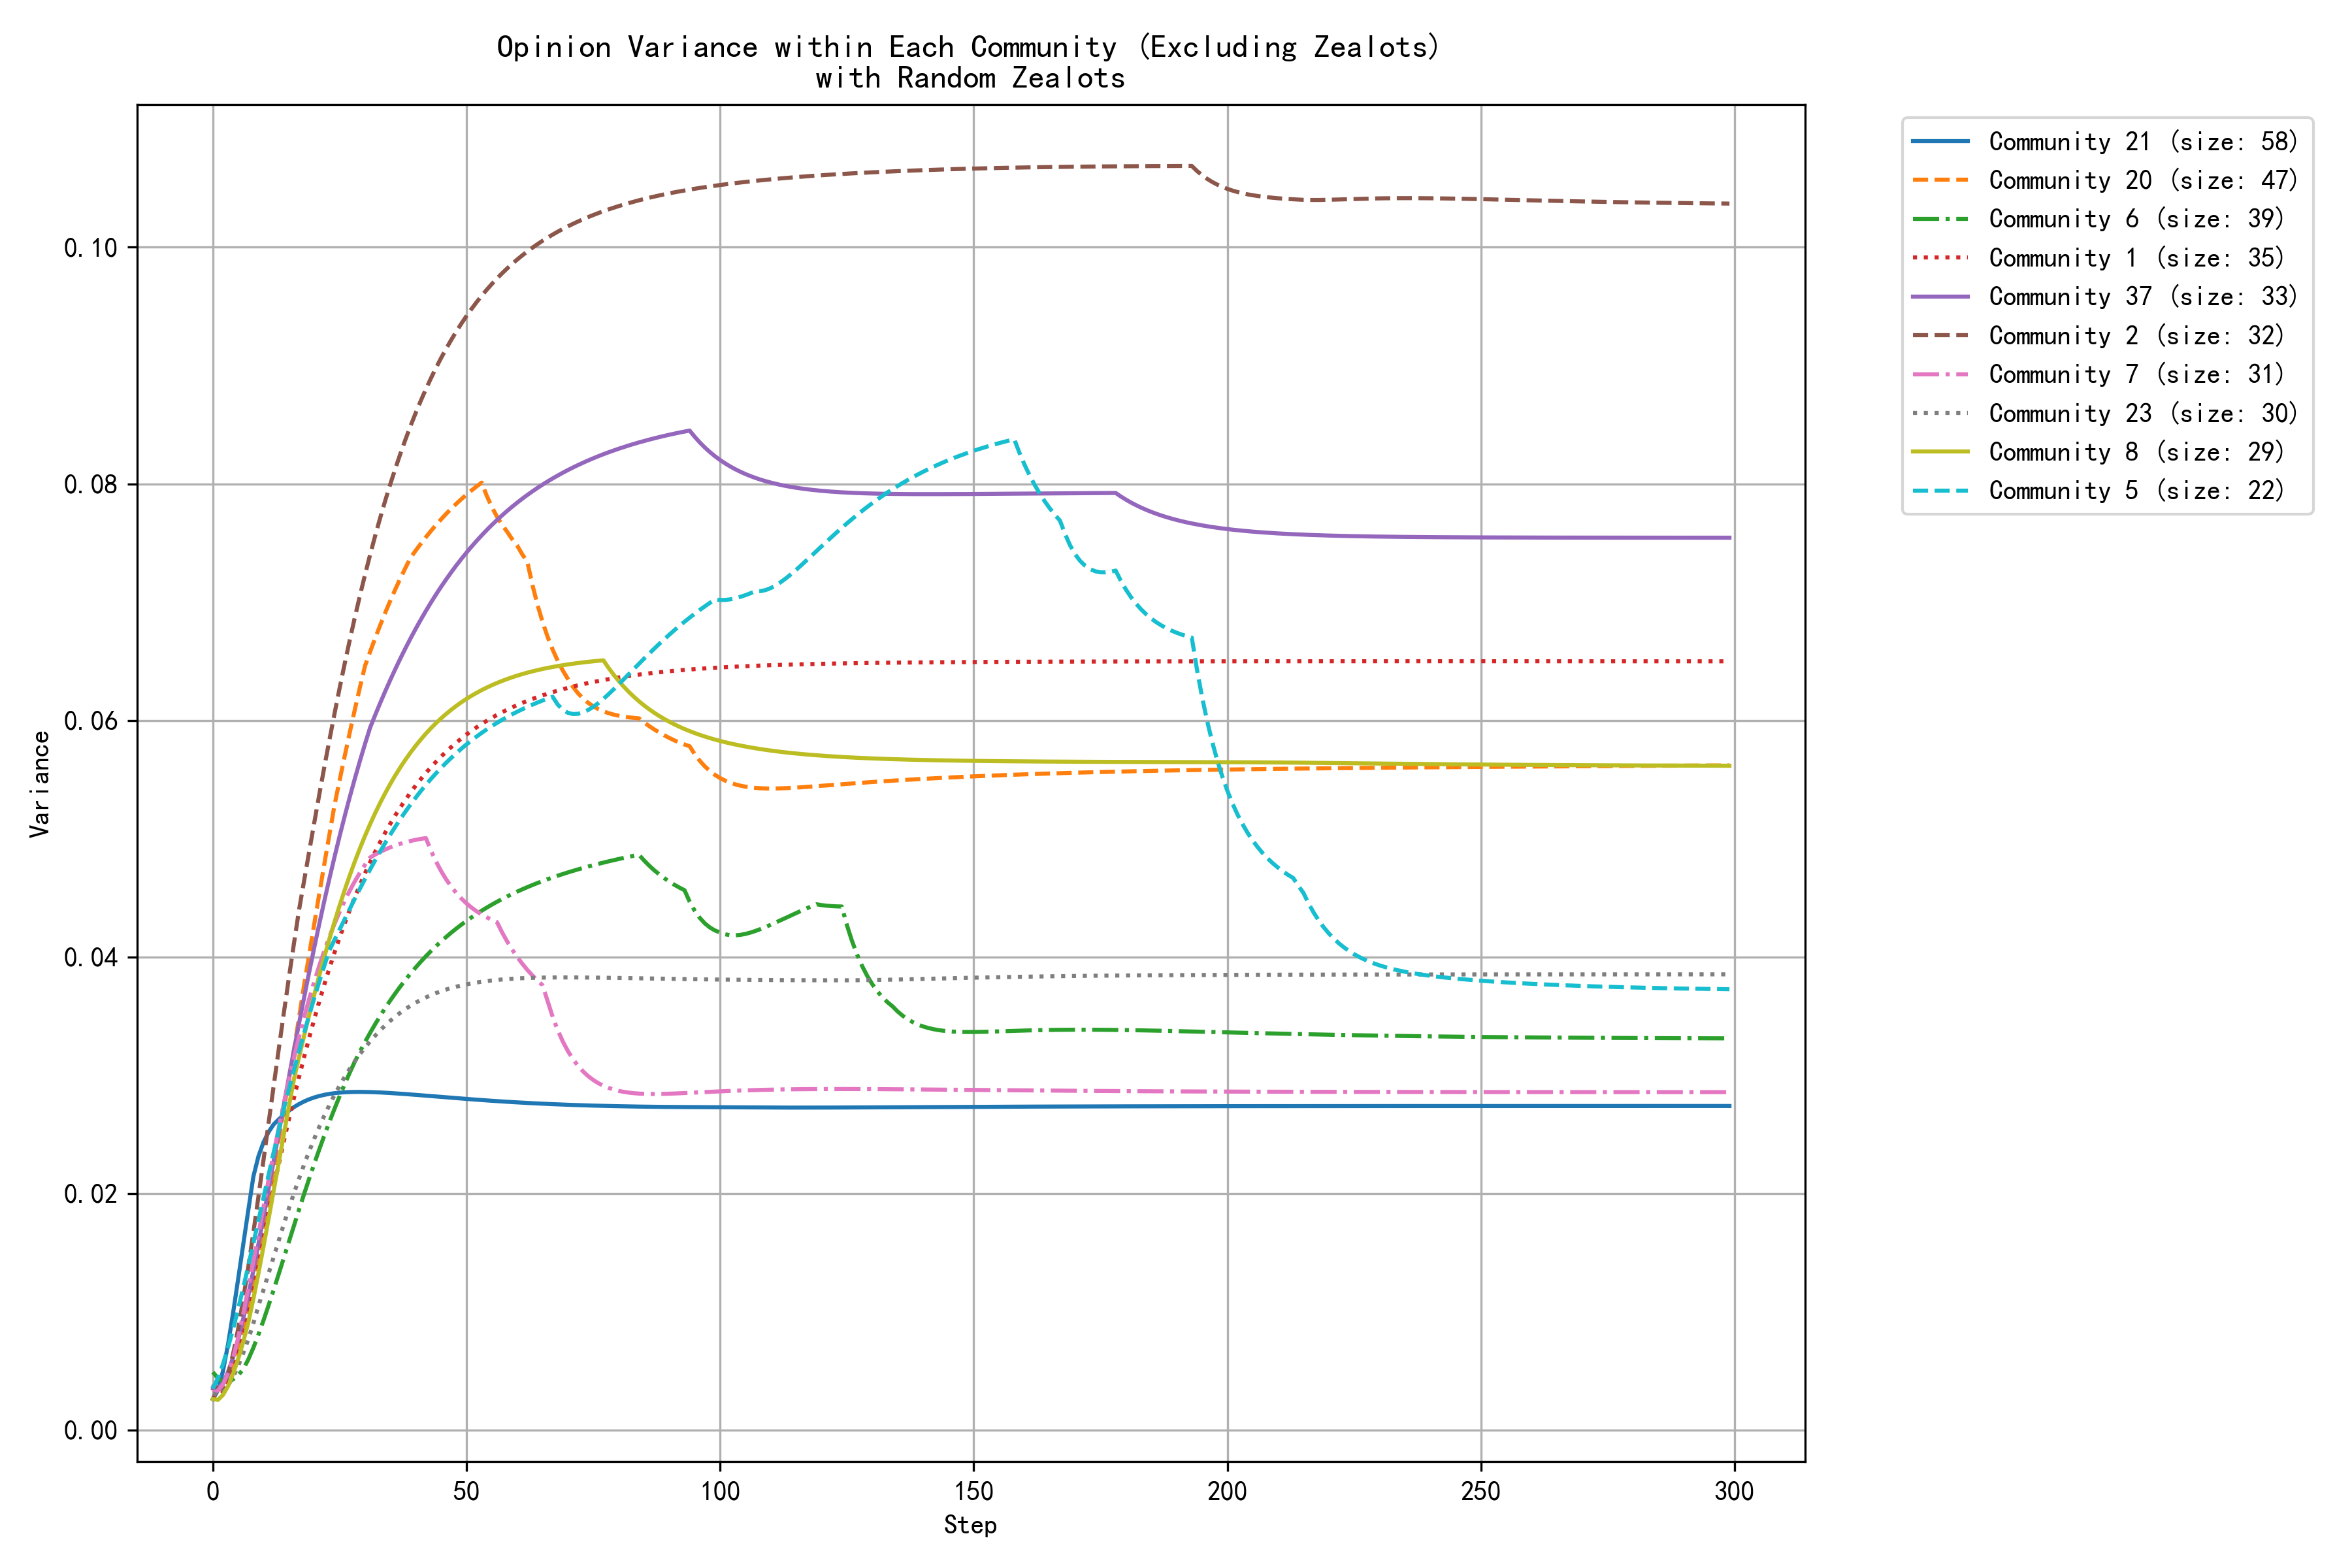 Opinion Variance within Each Community (Excluding Zealots)
with Random Zealots
Variance
0.10
0.08
0.06
0.04
0.02
0.00
0 50 100 150 200 250 300
Step
Community 21 (size: 58)
Community 20 (size: 47)
Community 6 (size: 39)
Community 1 (size: 35)
Community 37 (size: 33)
Community 2 (size: 32)
Community 7 (size: 31)
Community 23 (size: 30)
Community 8 (size: 29)
Community 5 (size: 22)